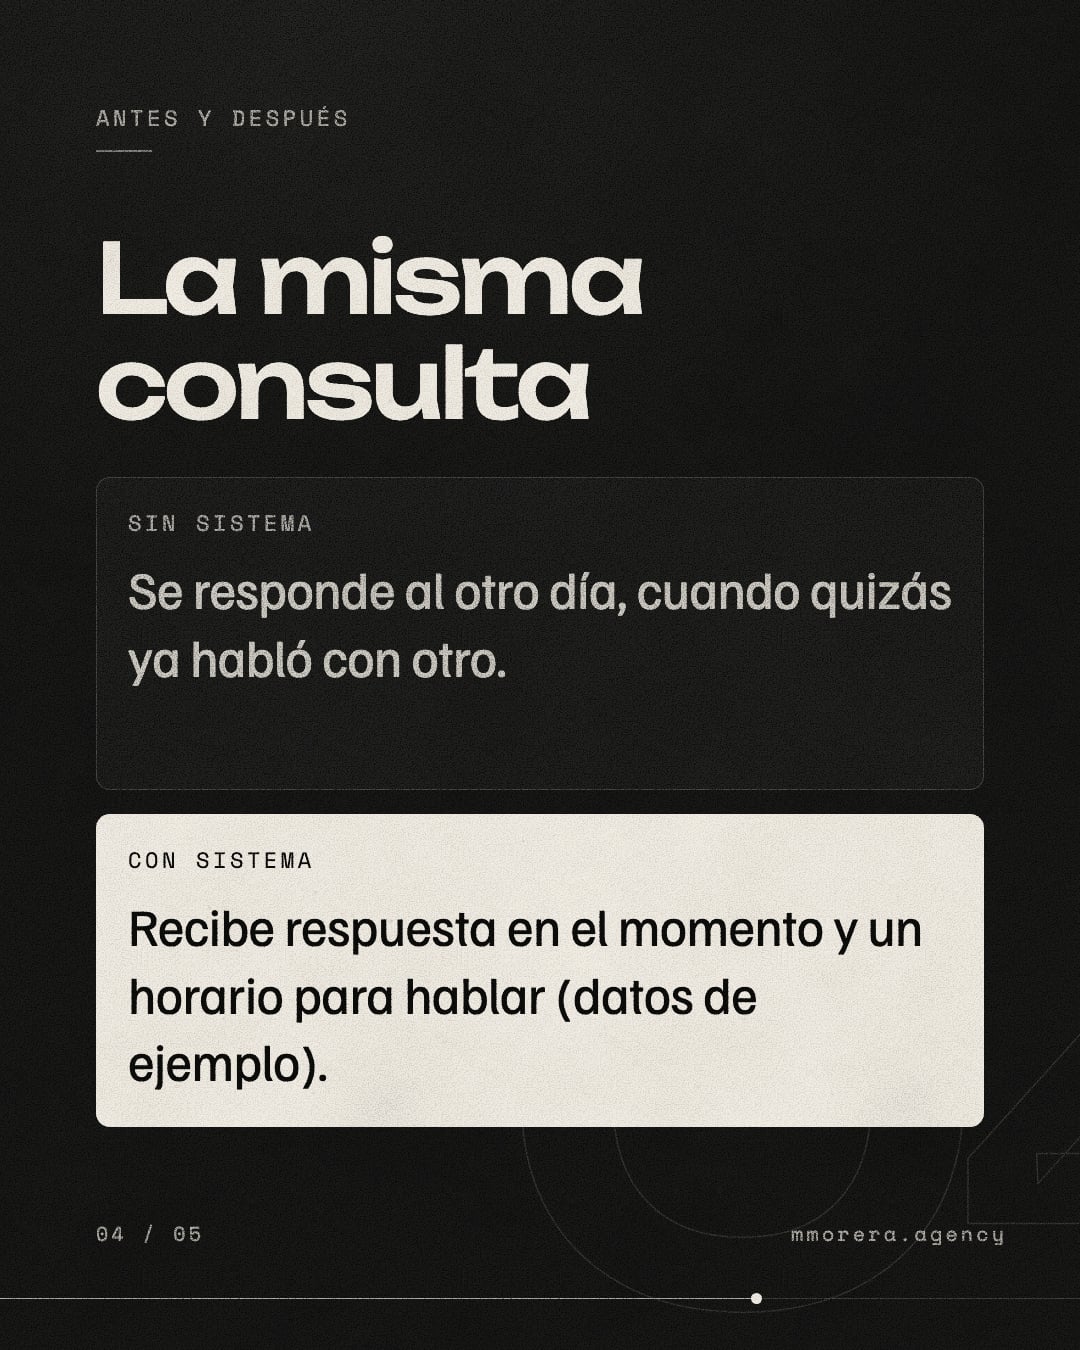 ANTES Y DESPUÉS
La misma
consulta
SIN SISTEMA
Se responde al otro día, cuando quizás
ya habló con otro.
CON SISTEMA
Recibe respuesta en el momento y un
horario para hablar (datos de
ejemplo).
04 / 05
mmorera.agency